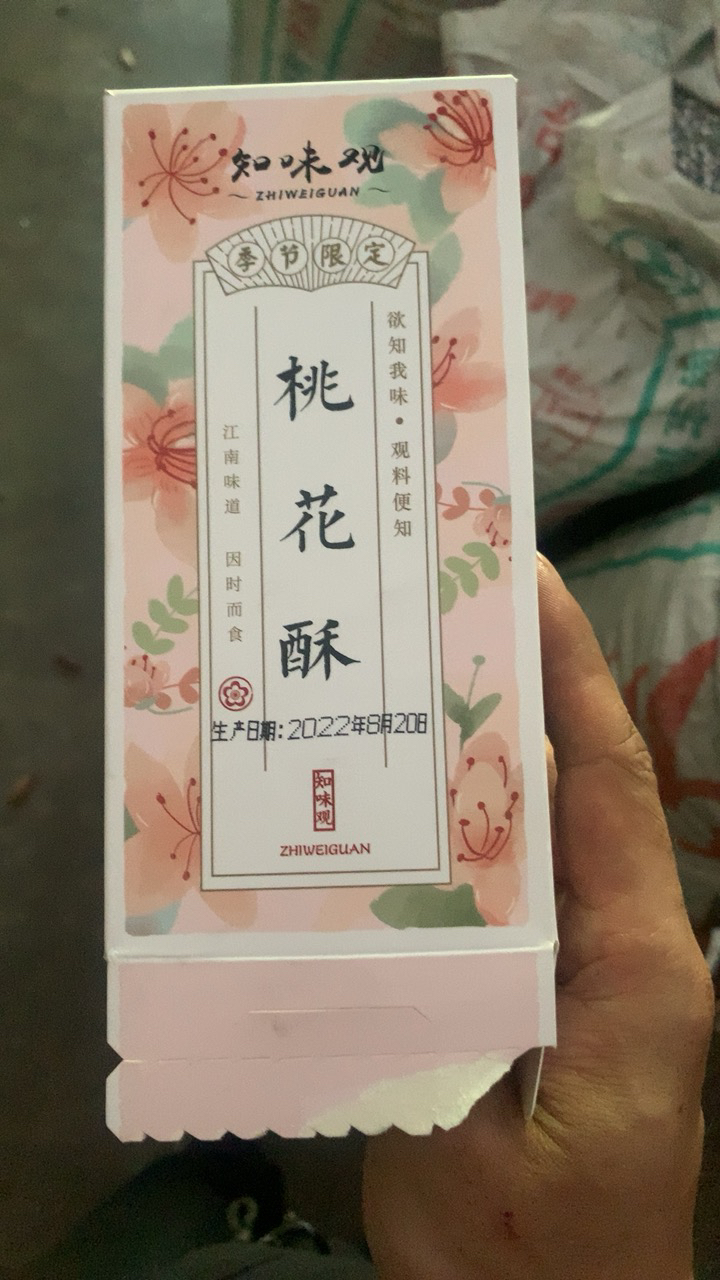 知味观
ZHIWEIGUAN
季节限定
欲知我味·观料便知
桃花酥
江南味道 因时而食
生产日期:2022年8月20日
知味观
ZHIWEIGUAN